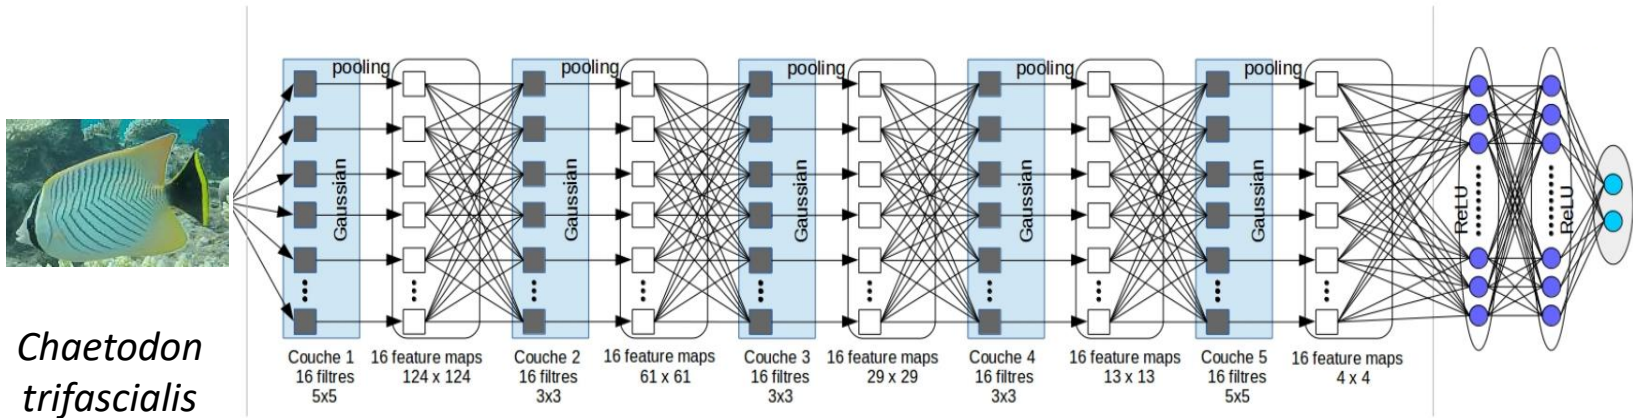 pooling
pooling
pooling
pooling
pooling
Gaussian
Gaussian
Gaussian
Gaussian
Gaussian
ReLU
ReLU
Chaetodon
trifascialis
Couche 1
16 filtres
5x5
16 feature maps
124 x 124
Couche 2
16 filtres
3x3
16 feature maps
61 x 61
Couche 3
16 filtres
3x3
16 feature maps
29 x 29
Couche 4
16 filtres
3x3
16 feature maps
13 x 13
Couche 5
16 filtres
5x5
16 feature maps
4 x 4